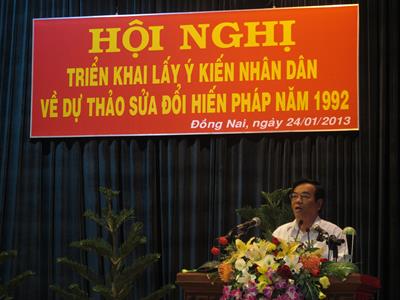 HỘI NGHỊ
TRIỂN KHAI LẤY Ý KIẾN NHÂN DÂN
VỀ DỰ THẢO SỬA ĐỔI HIẾN PHÁP NĂM 1992
Đồng Nai, ngày 24/01/2013